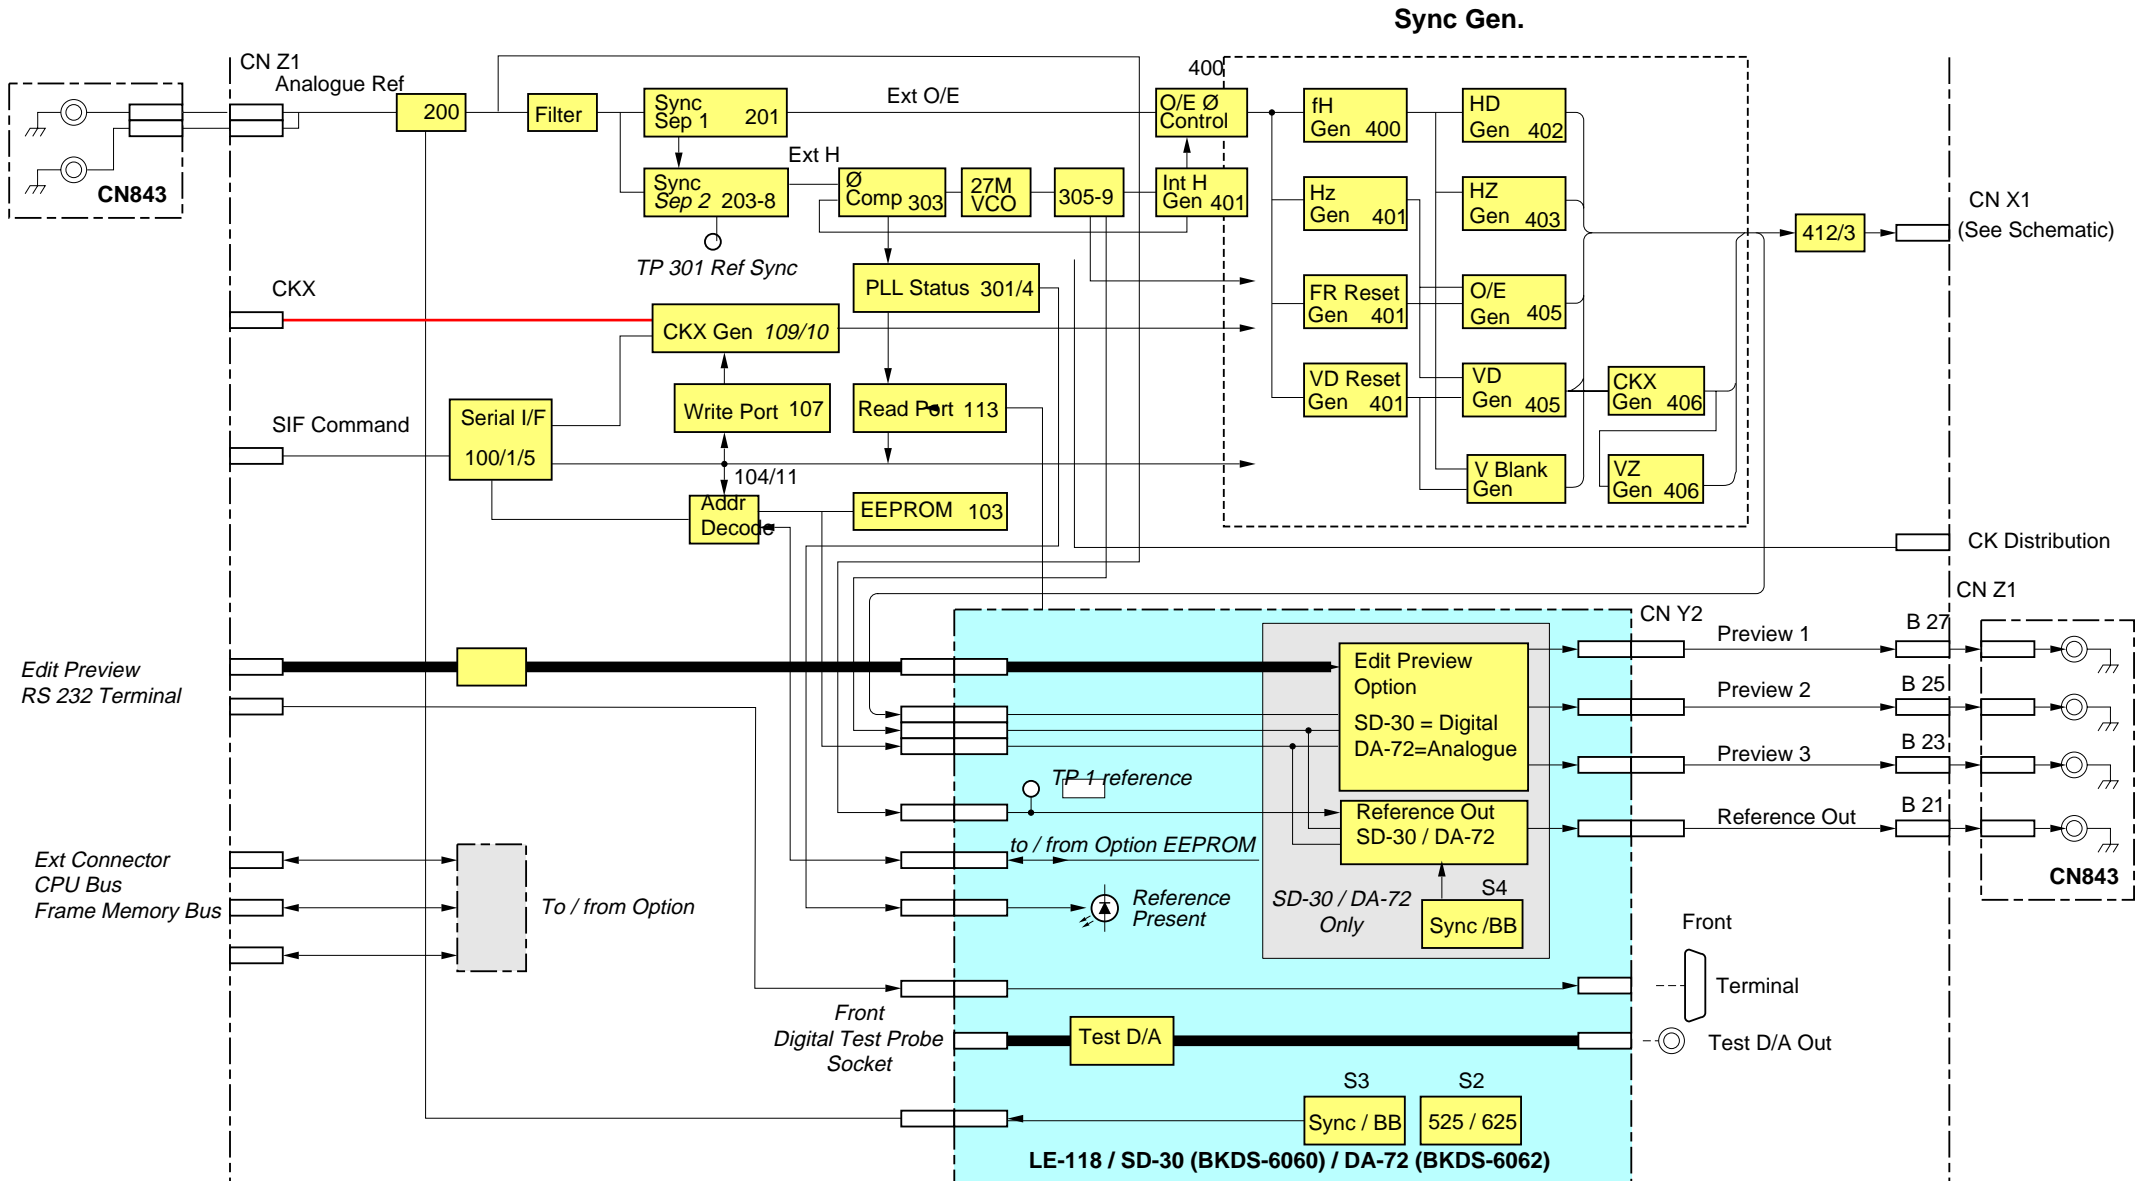 Sync Gen.
CN Z1
Analogue Ref
CN843
200
Filter
Sync
Sep 1 201
Ext O/E
400
O/E Ø
Control
Sync
Sep 2 203-8
Ext H
Ø
Comp 303
27M
VCO
305-9
Int H
Gen 401
TP 301 Ref Sync
fH
Gen 400
HD
Gen 402
Hz
Gen 401
HZ
Gen 403
FR Reset
Gen 401
O/E
Gen 405
VD Reset
Gen 401
VD
Gen 405
CKX
Gen 406
V Blank
Gen
VZ
Gen 406
412/3
CN X1
(See Schematic)
CKX
CKX Gen 109/10
PLL Status 301/4
Write Port 107
Read Port 113
SIF Command
Serial I/F
100/1/5
104/11
Addr
Decode
EEPROM 103
CK Distribution
CN Z1
CN Y2
Edit Preview
RS 232 Terminal
Edit Preview
Option
SD-30 = Digital
DA-72=Analogue
Preview 1
B 27
Preview 2
B 25
Preview 3
B 23
Reference Out
B 21
CN843
TP 1 reference
Reference Out
SD-30 / DA-72
to / from Option EEPROM
Ext Connector
CPU Bus
Frame Memory Bus
To / from Option
Reference
Present
SD-30 / DA-72
Only
S4
Sync /BB
Front
Terminal
Front
Digital Test Probe
Socket
Test D/A
Test D/A Out
S3
Sync / BB
S2
525 / 625
LE-118 / SD-30 (BKDS-6060) / DA-72 (BKDS-6062)